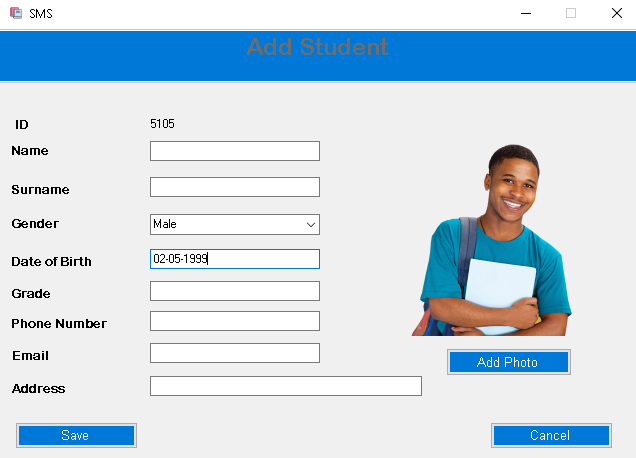 SMS
Add Student
ID 5105
Name
Surname
Gender Male
Date of Birth 02-05-1999
Grade
Phone Number
Email
Add Photo
Address
Save Cancel